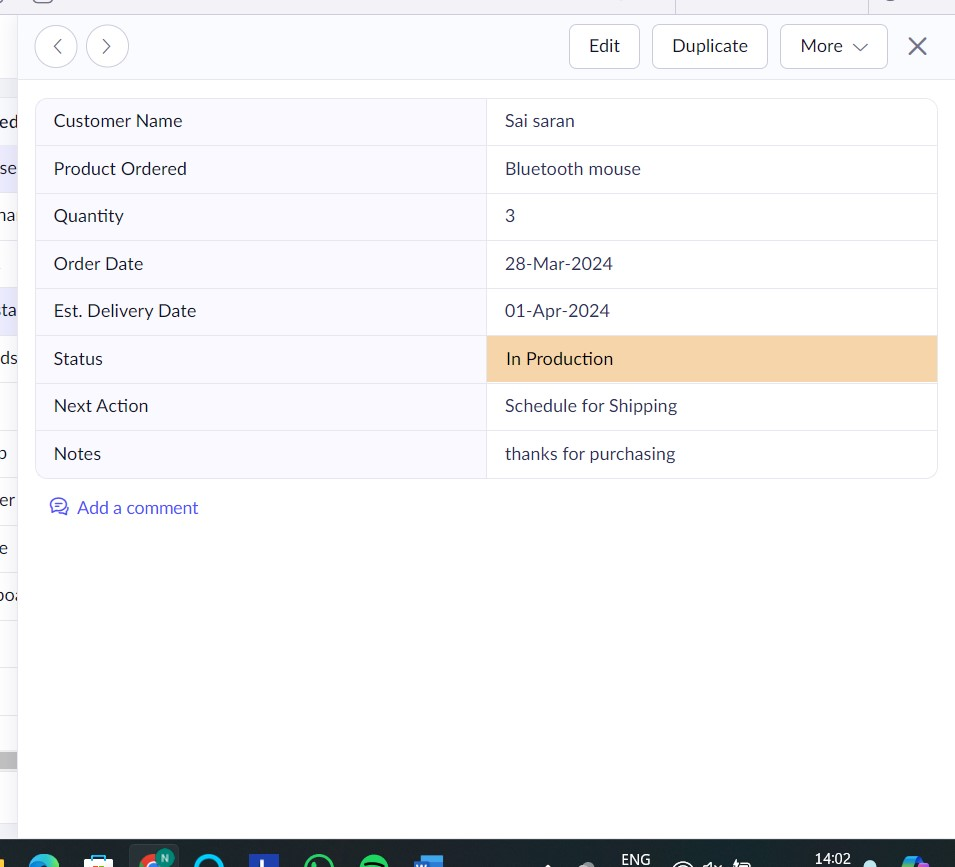 Edit Duplicate More
Customer Name Sai saran
Product Ordered Bluetooth mouse
Quantity 3
Order Date 28-Mar-2024
Est. Delivery Date 01-Apr-2024
Status In Production
Next Action Schedule for Shipping
Notes thanks for purchasing
Add a comment
N
ENG
14:02